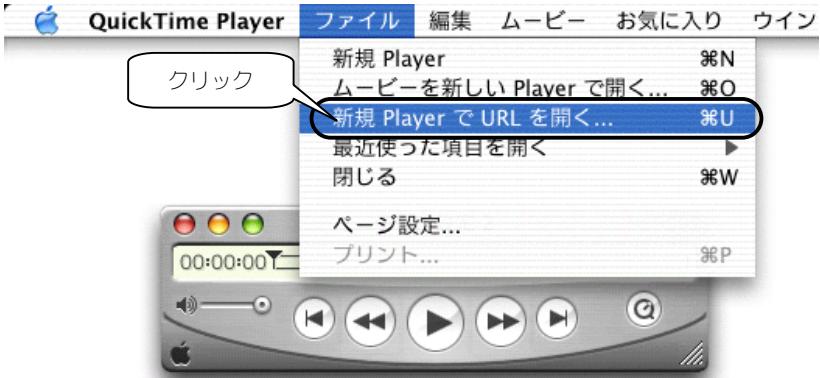 QuickTime Player ファイル 編集 ムービー お気に入り ウイン
クリック
新規 Player ⌘N
ムービーを新しい Player で開く... ⌘O
新規 Player で URL を開く... ⌘U
最近使った項目を開く ▶
閉じる ⌘W
ページ設定...
プリント... ⌘P
00:00:00